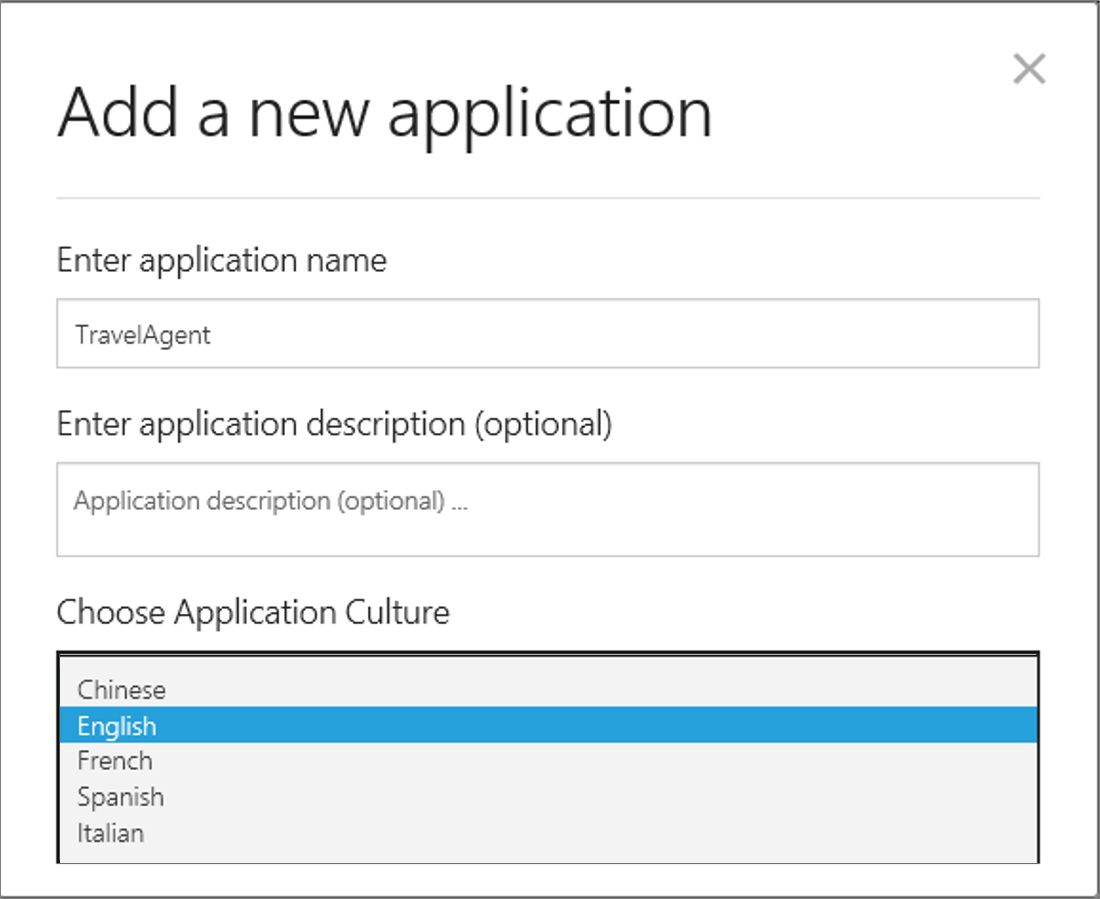 Add a new application
Enter application name
TravelAgent
Enter application description (optional)
Application description (optional) ...
Choose Application Culture
Chinese
English
French
Spanish
Italian